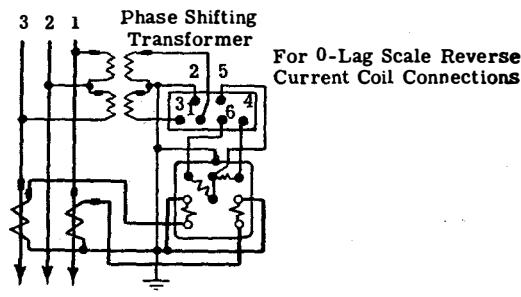 3 2 1
Phase Shifting
Transformer
For 0-Lag Scale Reverse
Current Coil Connections
2 5
3 1 6 4